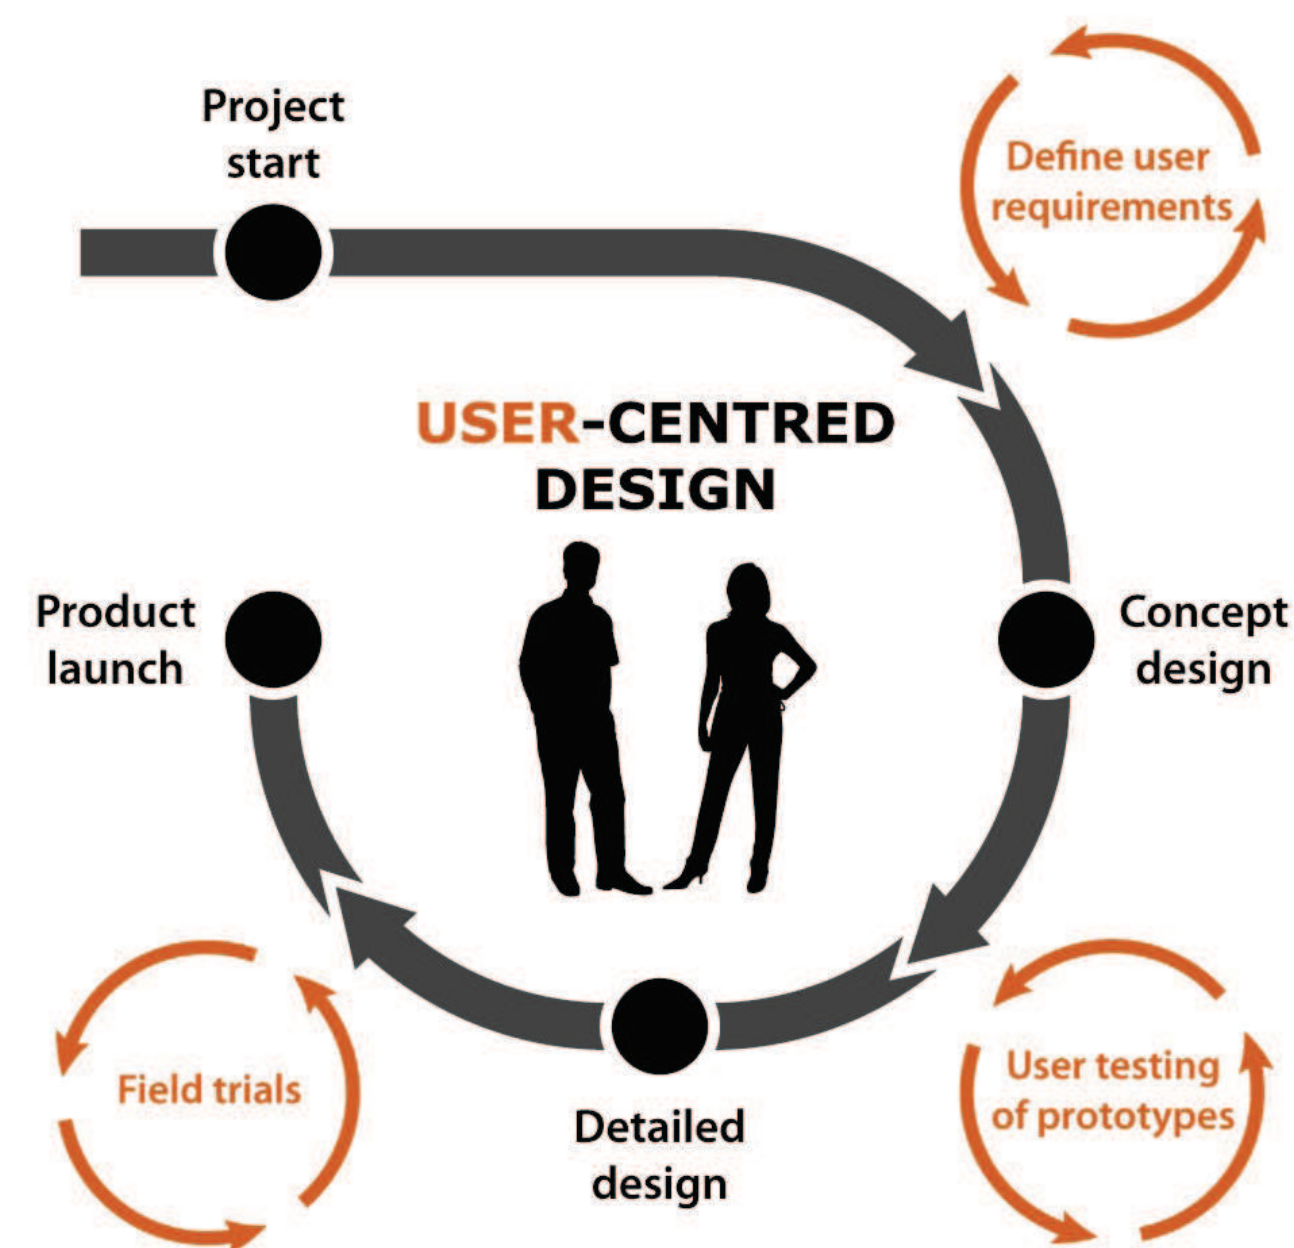 Project
start
Define user
requirements
USER-CENTRED
DESIGN
Product
launch
Concept
design
Field trials
User testing
of prototypes
Detailed
design